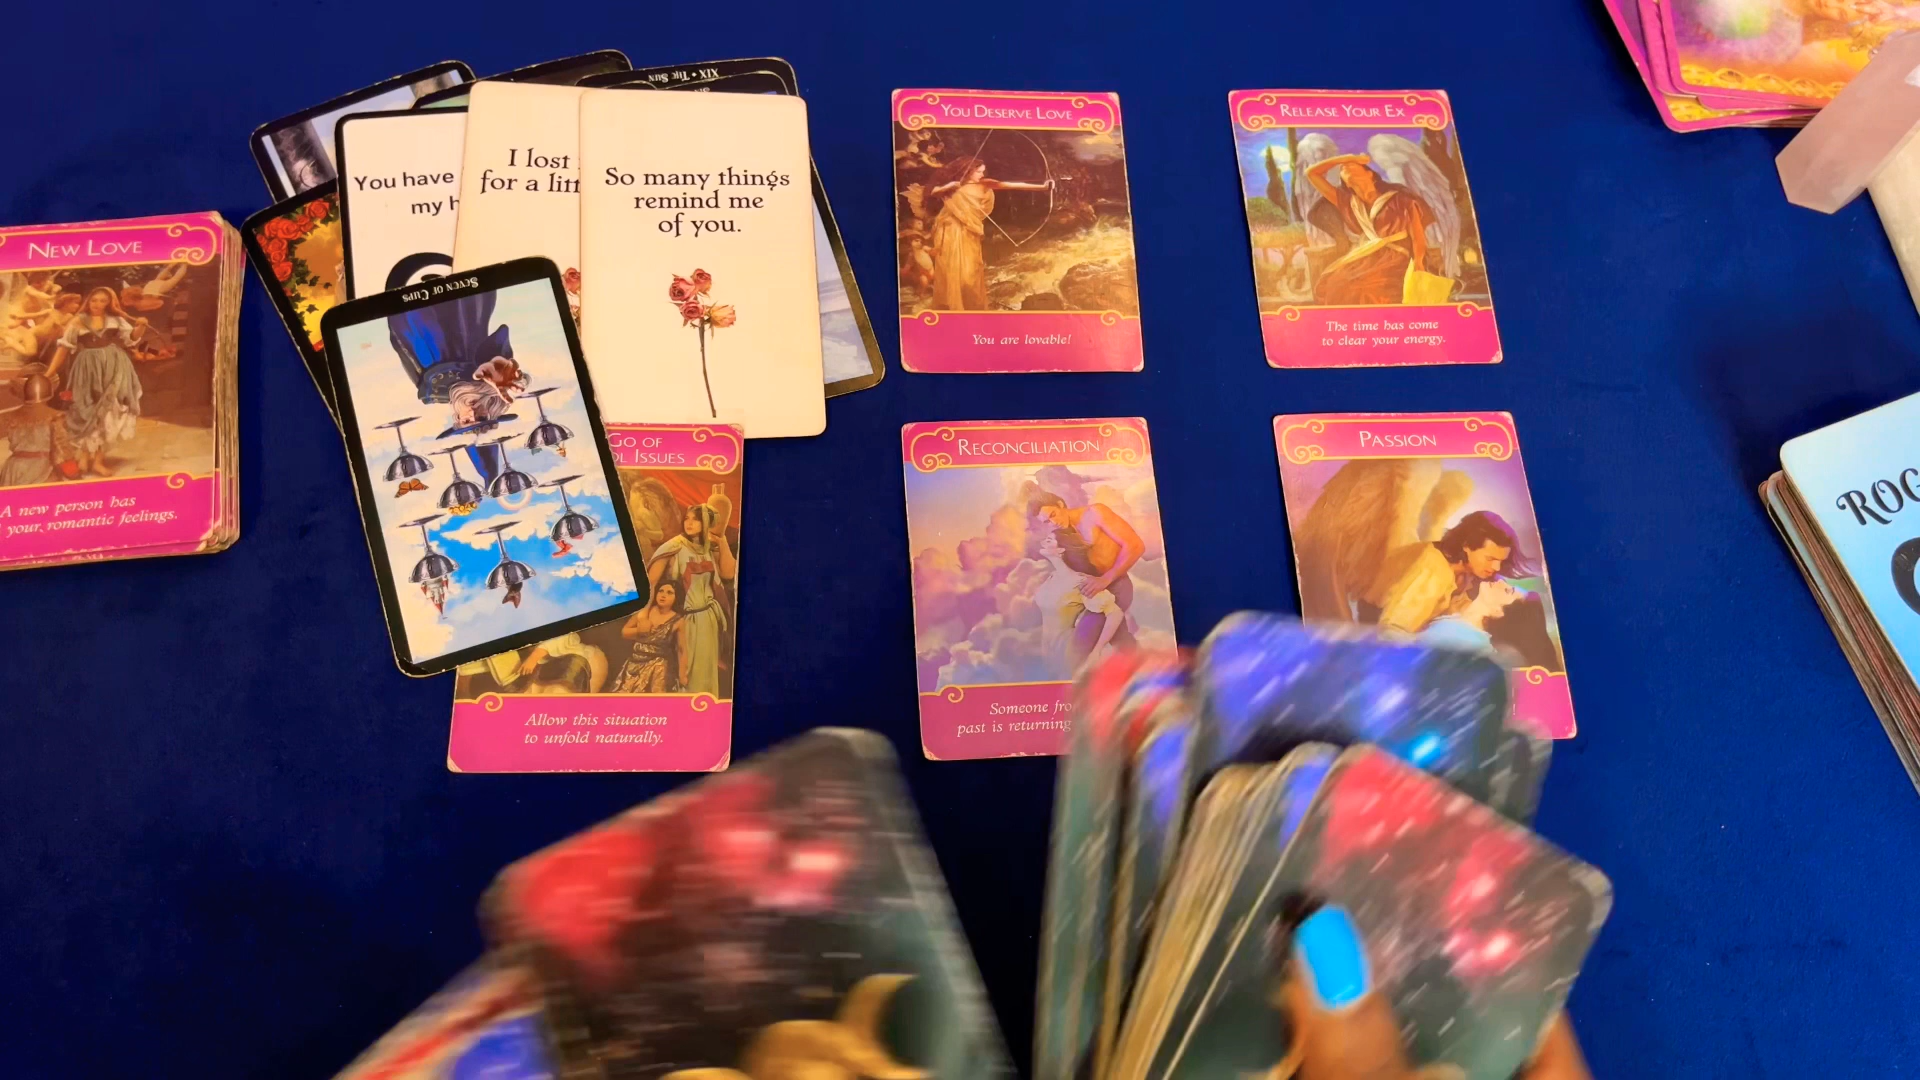 NEW LOVE
A new person has
your romantic feelings.
XIX • THE SUN
You have
my
I lost
for a
So many things
remind me
of you.
SEVEN OF CUPS
GO OF
ISSUES
Allow this situation
to unfold naturally.
YOU DESERVE LOVE
You are lovable!
RELEASE YOUR EX
The time has come
to clear your energy.
RECONCILIATION
Someone
past is returning
PASSION